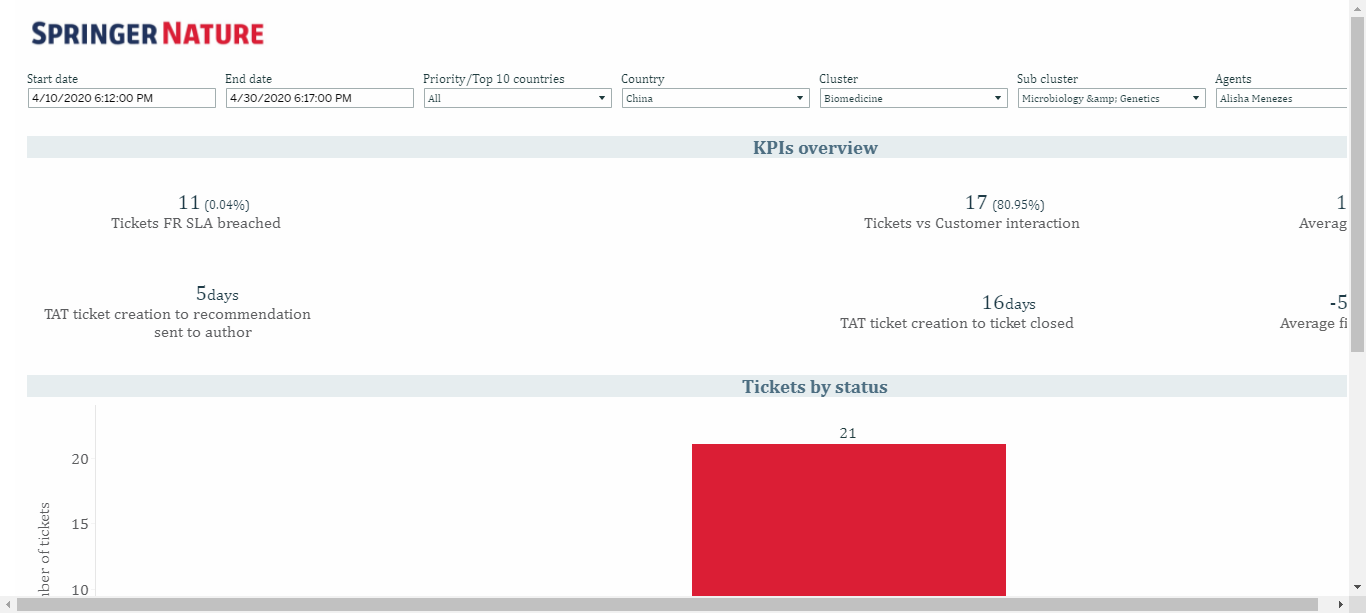 SPRINGER NATURE
Start date End date Priority/Top 10 countries Country Cluster Sub cluster Agents
4/10/2020 6:12:00 PM 4/30/2020 6:17:00 PM All China Biomedicine Microbiology &amp; Genetics Alisha Menezes
KPIs overview
11 (0.04%) 17 (80.95%) 1
Tickets FR SLA breached Tickets vs Customer interaction Averag
5days 16days -5
TAT ticket creation to recommendation TAT ticket creation to ticket closed Average fi
sent to author
Tickets by status
21
20
15
10
ber of tickets